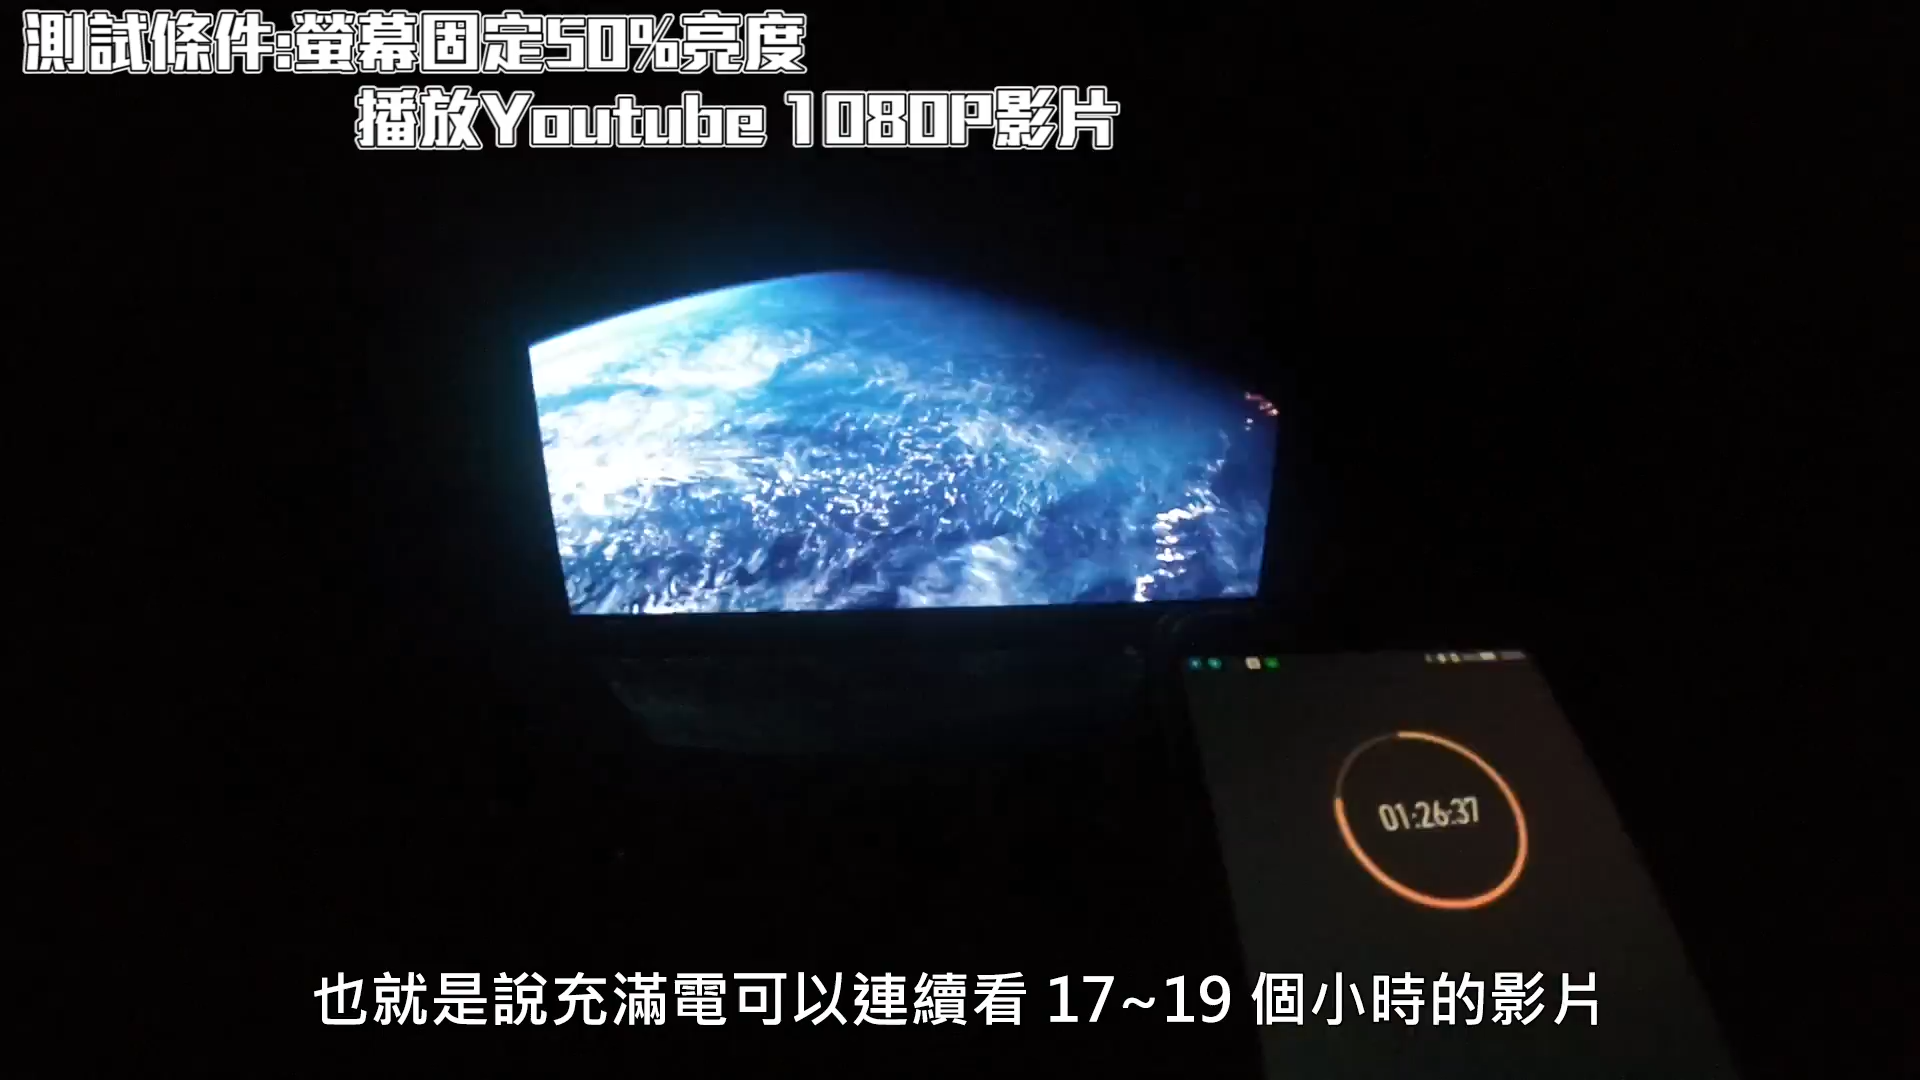 測試條件:螢幕固定50%亮度
播放Youtube 1080P影片
01:26:37
也就是說充滿電可以連續看 17~19 個小時的影片